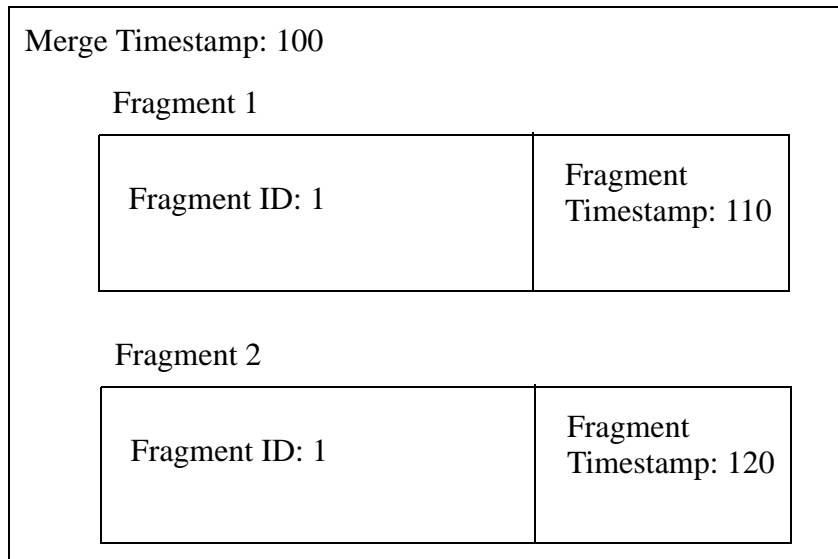 Merge Timestamp: 100
Fragment 1
Fragment ID: 1
Fragment
Timestamp: 110
Fragment 2
Fragment ID: 1
Fragment
Timestamp: 120